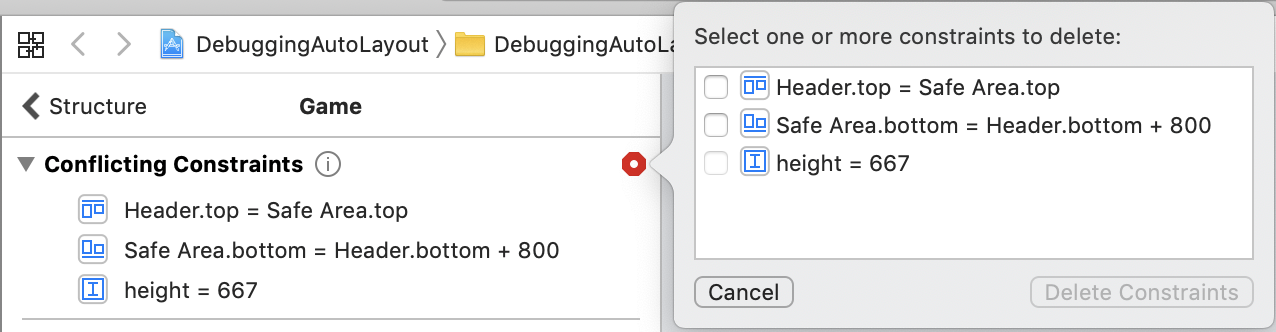 DebuggingAutoLayout
DebuggingAutoLa
Structure
Game
Conflicting Constraints
Header.top = Safe Area.top
Safe Area.bottom = Header.bottom + 800
height = 667
Select one or more constraints to delete:
Header.top = Safe Area.top
Safe Area.bottom = Header.bottom + 800
height = 667
Cancel
Delete Constraints